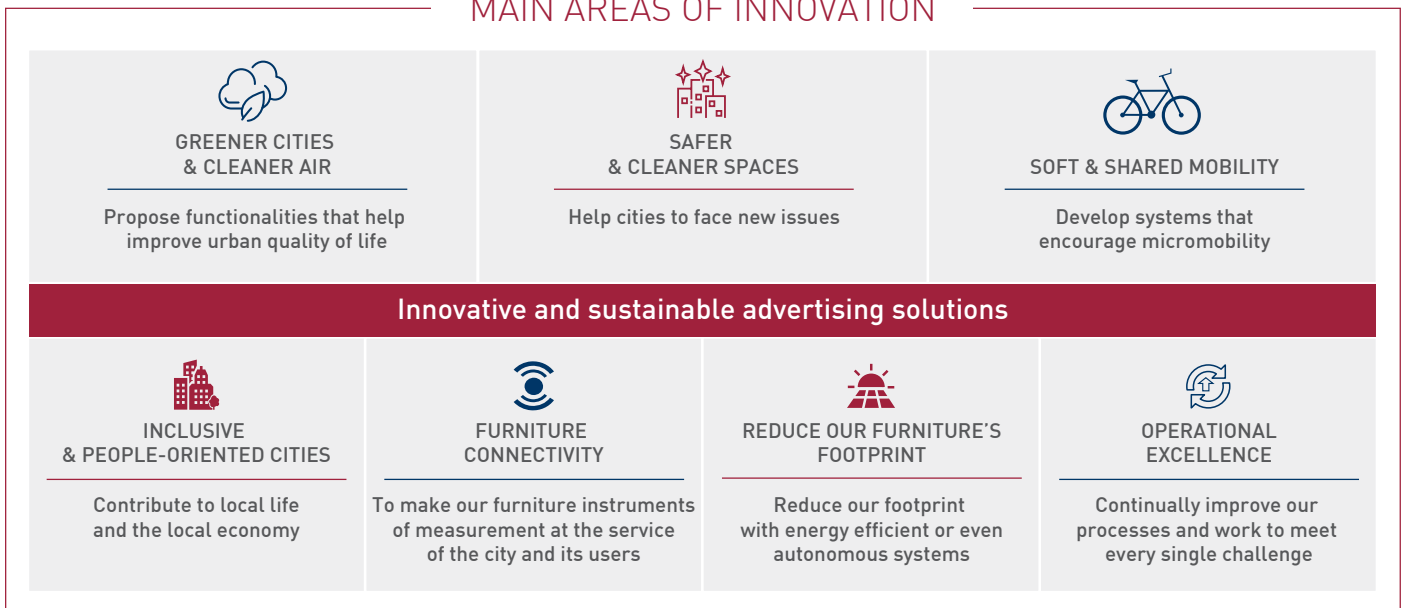 MAIN AREAS OF INNOVATION
GREENER CITIES
& CLEANER AIR
Propose functionalities that help
improve urban quality of life
SAFER
& CLEANER SPACES
Help cities to face new issues
SOFT & SHARED MOBILITY
Develop systems that
encourage micromobility
Innovative and sustainable advertising solutions
INCLUSIVE
& PEOPLE-ORIENTED CITIES
Contribute to local life
and the local economy
FURNITURE
CONNECTIVITY
To make our furniture instruments
of measurement at the service
of the city and its users
REDUCE OUR FURNITURE'S
FOOTPRINT
Reduce our footprint
with energy efficient or even
autonomous systems
OPERATIONAL
EXCELLENCE
Continually improve our
processes and work to meet
every single challenge